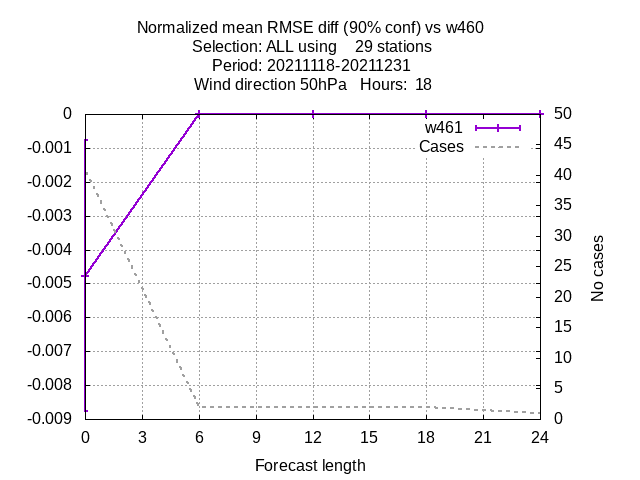 Normalized mean RMSE diff (90% conf) vs w460
Selection: ALL using    29 stations
Period: 20211118-20211231
Wind direction 50hPa   Hours:  18
0
-0.001
-0.002
-0.003
-0.004
-0.005
-0.006
-0.007
-0.008
-0.009
w461
Cases
50
45
40
35
30
25
20
15
10
5
0
No cases
0 3 6 9 12 15 18 21 24
Forecast length